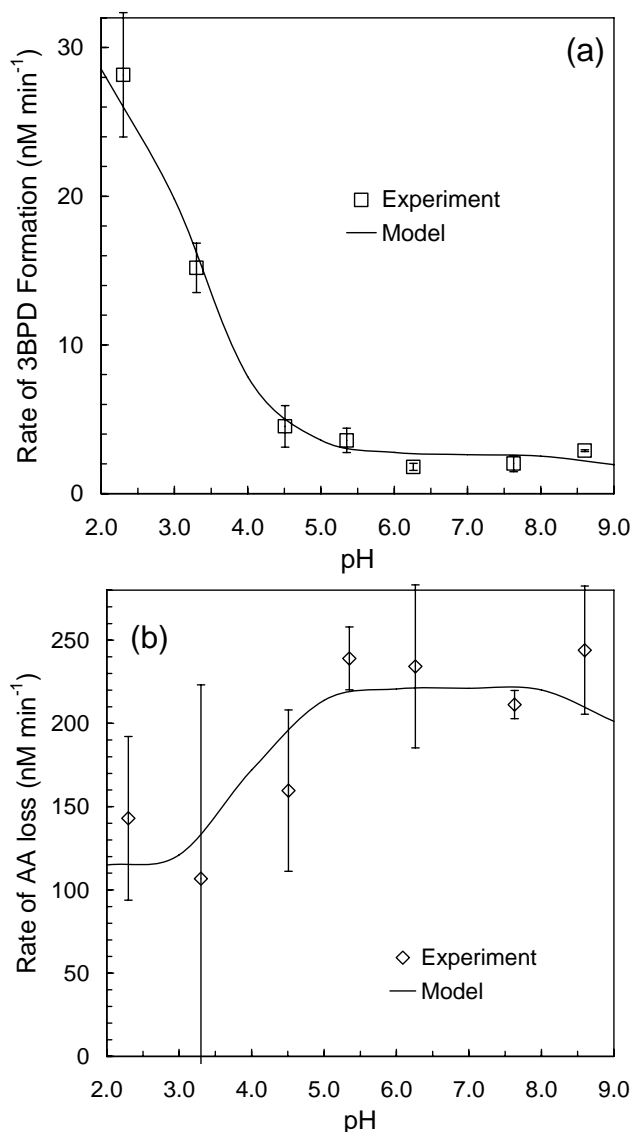 (a)
30
20
10
0
Rate of 3BPD Formation (nM min⁻¹)
Experiment
Model
2.0 3.0 4.0 5.0 6.0 7.0 8.0 9.0
pH
(b)
250
200
150
100
50
0
Rate of AA loss (nM min⁻¹)
Experiment
Model
2.0 3.0 4.0 5.0 6.0 7.0 8.0 9.0
pH